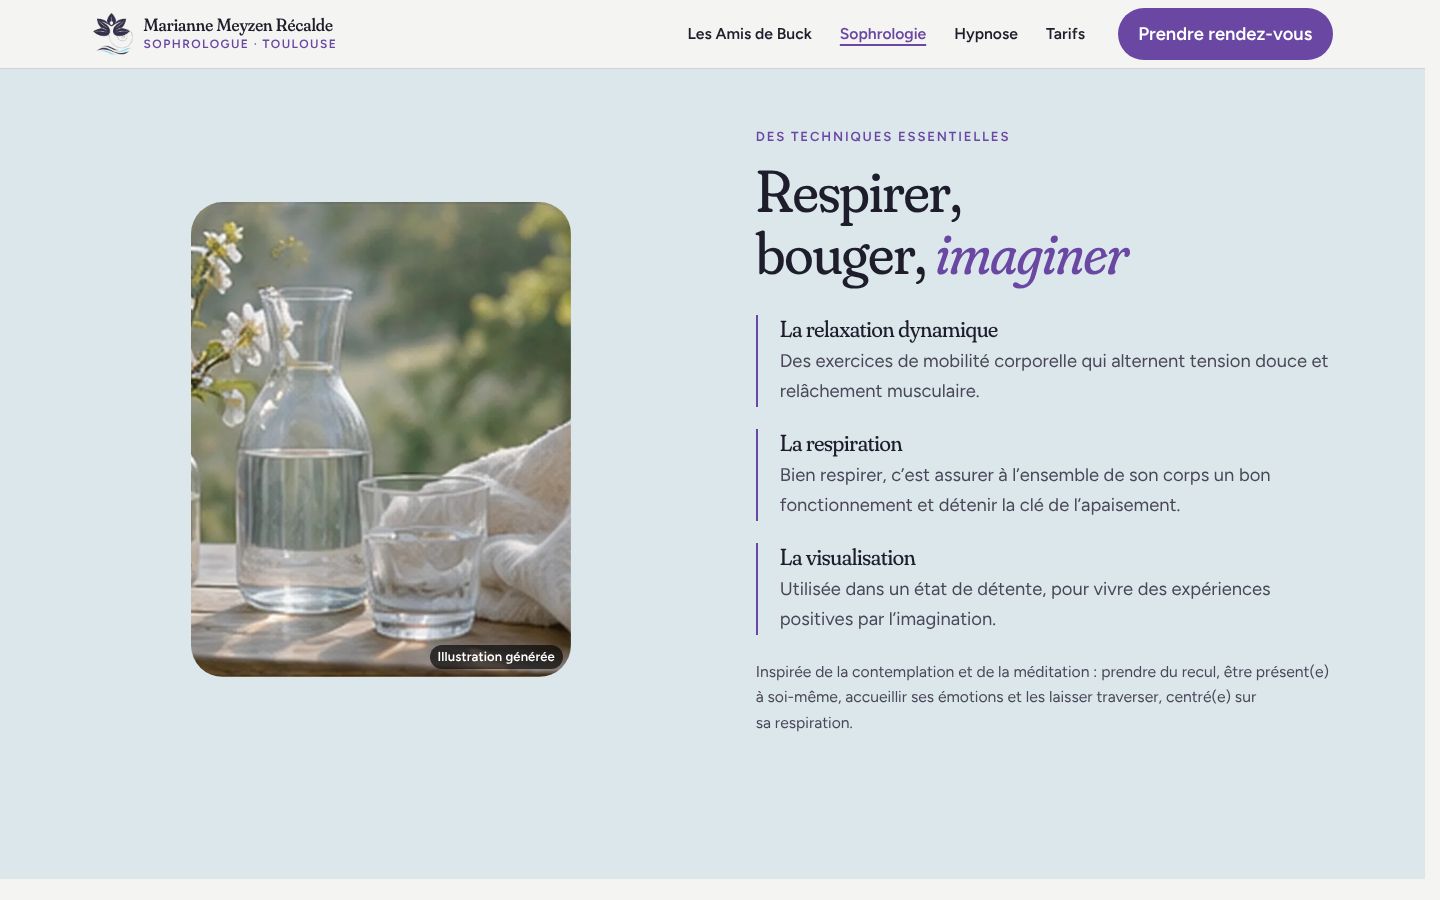 Marianne Meyzen Récalde
SOPHROLOGUE · TOULOUSE
Les Amis de Buck
Sophrologie
Hypnose
Tarifs
Prendre rendez-vous
DES TECHNIQUES ESSENTIELLES
Respirer,
bouger, imaginer
La relaxation dynamique
Des exercices de mobilité corporelle qui alternent tension douce et
relâchement musculaire.
La respiration
Bien respirer, c’est assurer à l’ensemble de son corps un bon
fonctionnement et détenir la clé de l’apaisement.
La visualisation
Utilisée dans un état de détente, pour vivre des expériences
positives par l’imagination.
Illustration générée
Inspirée de la contemplation et de la méditation : prendre du recul, être présent(e)
à soi-même, accueillir ses émotions et les laisser traverser, centré(e) sur
sa respiration.